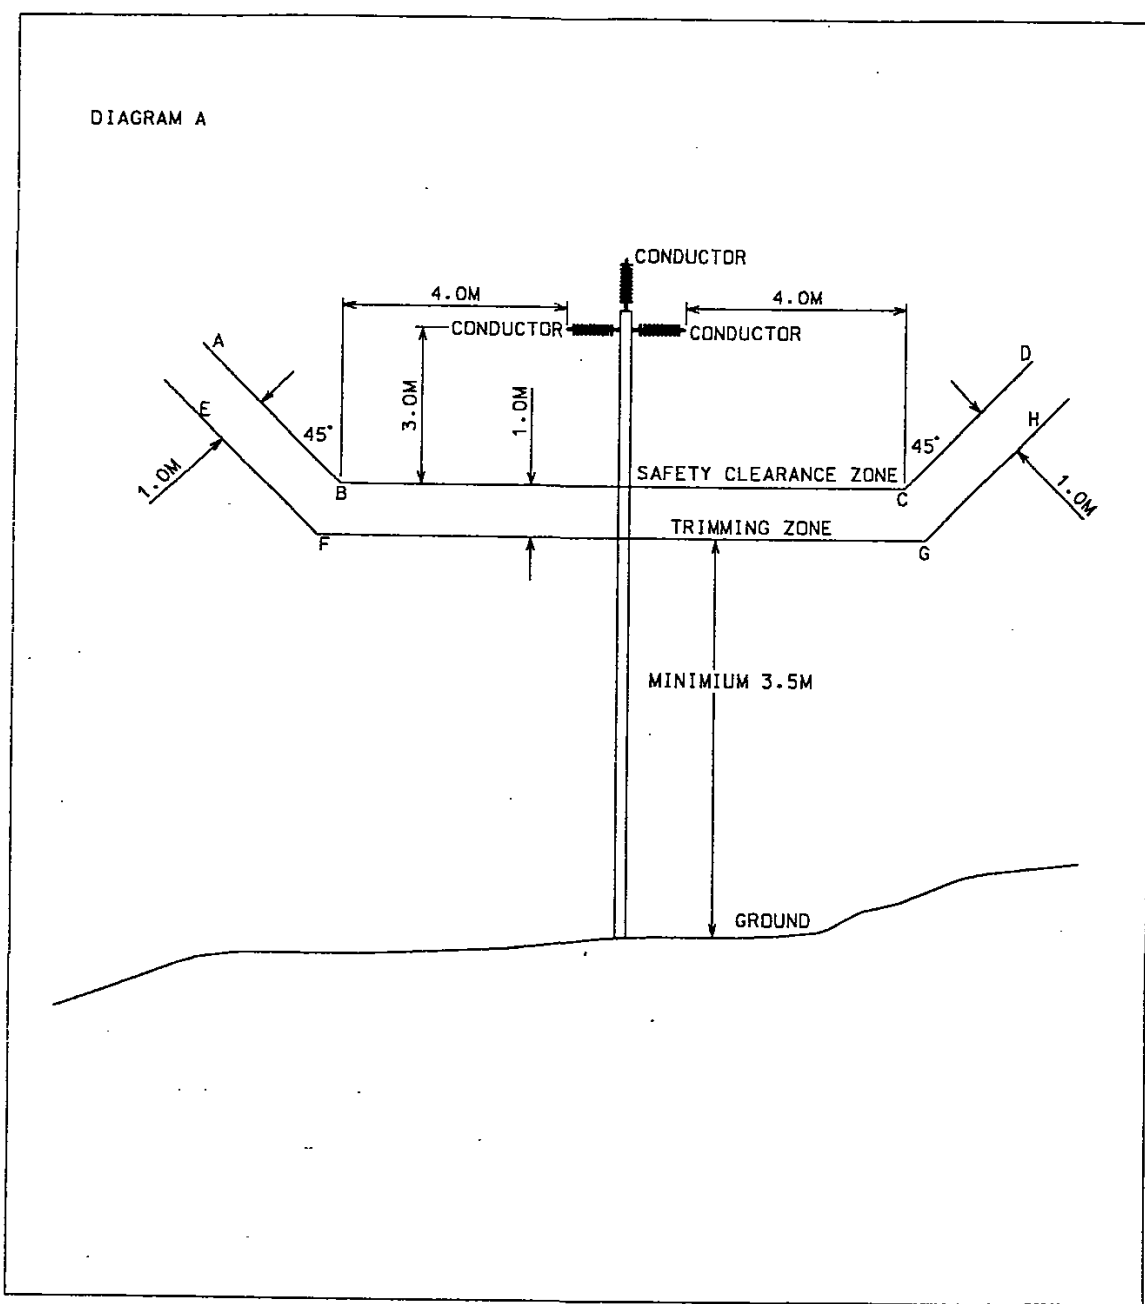 DIAGRAM A
CONDUCTOR
4.0M
4.0M
CONDUCTOR
CONDUCTOR
A
D
E
H
3.0M
1.0M
45°
45°
1.0M
1.0M
SAFETY CLEARANCE ZONE
B
C
TRIMMING ZONE
F
G
MINIMIUM 3.5M
GROUND